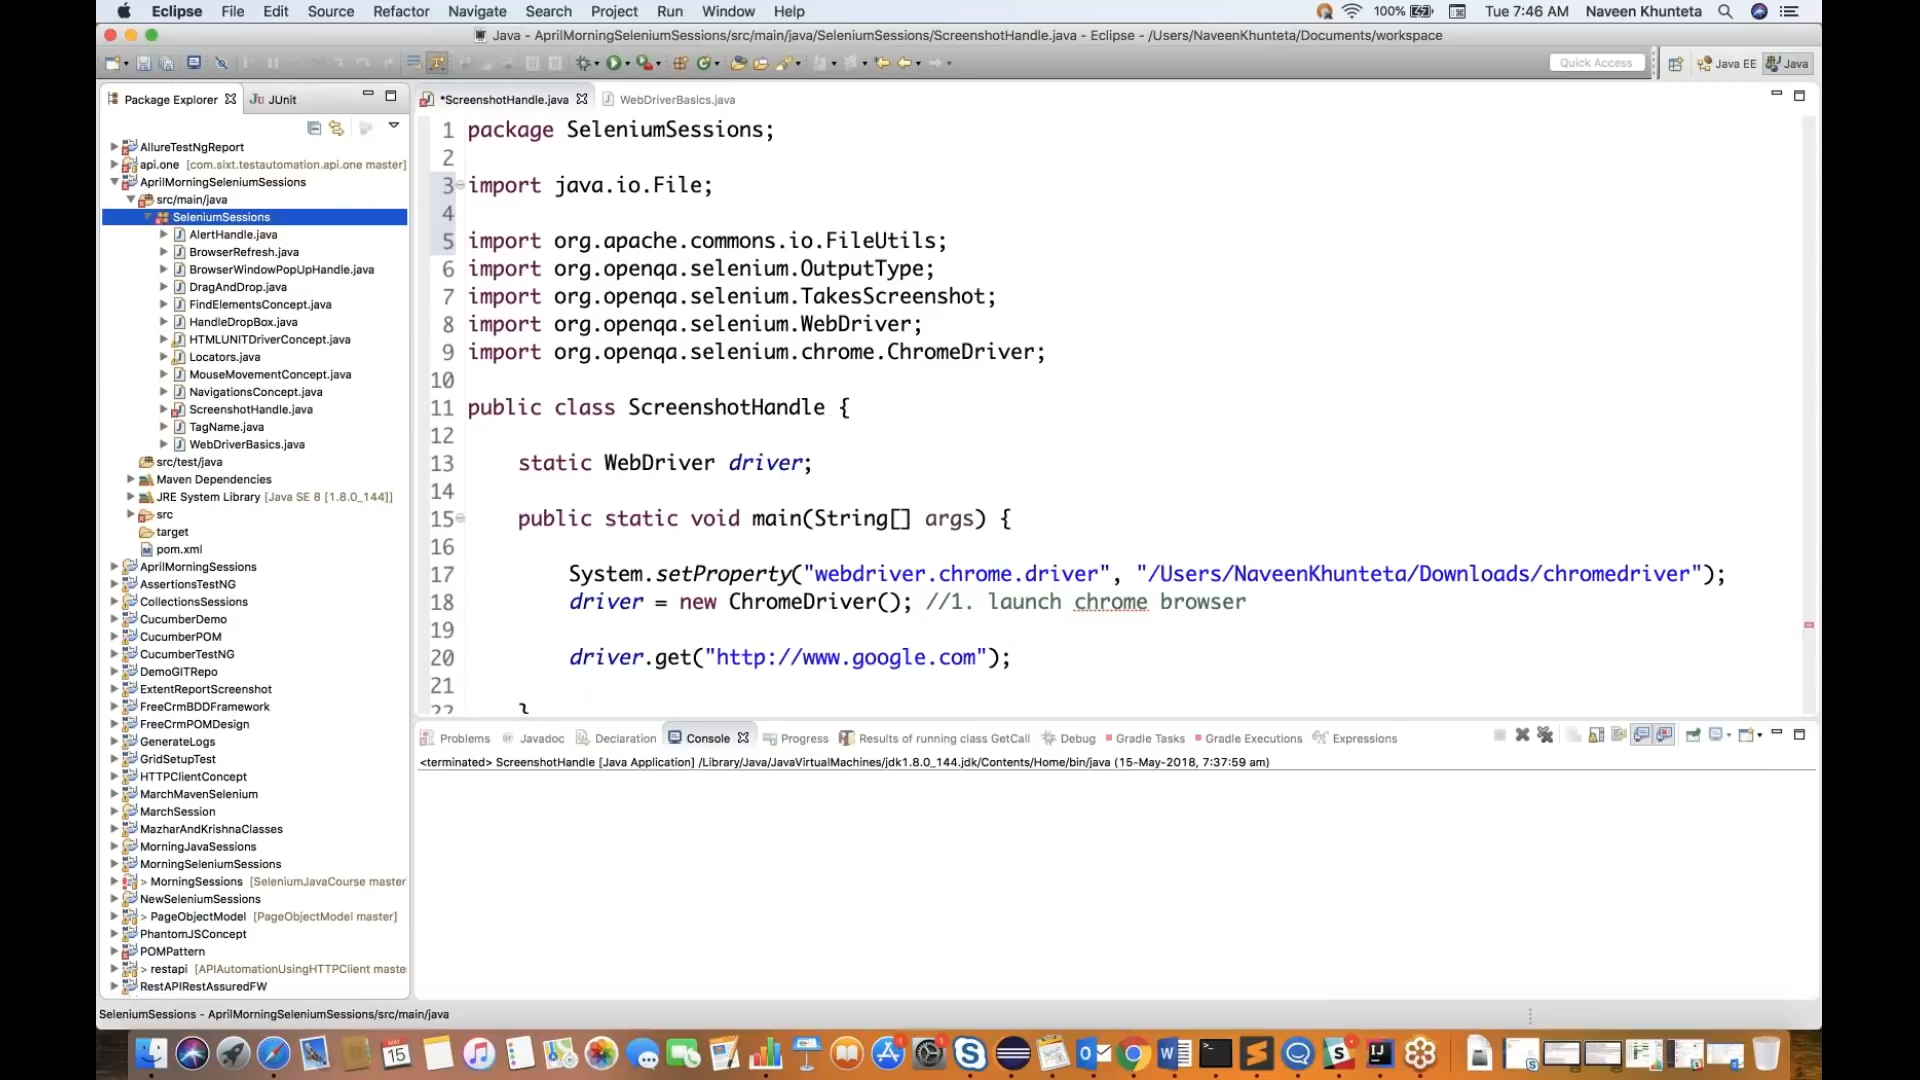 Eclipse File Edit Source Refactor Navigate Search Project Run Window Help 100% Tue 7:46 AM Naveen Khunteta
Java - AprilMorningSeleniumSessions/src/main/java/SeleniumSessions/ScreenshotHandle.java - Eclipse - /Users/NaveenKhunteta/Documents/workspace
Quick Access Java EE Java
Package Explorer JUnit
AllureTestNgReport
api.one [com.sixt.testautomation.api.one master]
AprilMorningSeleniumSessions
src/main/java
SeleniumSessions
AlertHandle.java
BrowserRefresh.java
BrowserWindowPopUpHandle.java
DragAndDrop.java
FindElementsConcept.java
HandleDropBox.java
HTMLUNITDriverConcept.java
Locators.java
MouseMovementConcept.java
NavigationsConcept.java
ScreenshotHandle.java
TagName.java
WebDriverBasics.java
src/test/java
Maven Dependencies
JRE System Library [Java SE 8 [1.8.0_144]]
src
target
pom.xml
AprilMorningSessions
AssertionsTestNG
CollectionsSessions
CucumberDemo
CucumberPOM
CucumberTestNG
DemoGITRepo
ExtentReportScreenshot
FreeCrmBDDFramework
FreeCrmPOMDesign
GenerateLogs
GridSetupTest
HTTPClientConcept
MarchMavenSelenium
MarchSession
MazharAndKrishnaClasses
MorningJavaSessions
MorningSeleniumSessions
> MorningSessions [SeleniumJavaCourse master
NewSeleniumSessions
> PageObjectModel [PageObjectModel master]
PhantomJSConcept
POMPattern
> restapi [APIAutomationUsingHTTPClient maste
RestAPIRestAssuredFW
*ScreenshotHandle.java WebDriverBasics.java
1 package SeleniumSessions;
2
3 import java.io.File;
4
5 import org.apache.commons.io.FileUtils;
6 import org.openqa.selenium.OutputType;
7 import org.openqa.selenium.TakesScreenshot;
8 import org.openqa.selenium.WebDriver;
9 import org.openqa.selenium.chrome.ChromeDriver;
10
11 public class ScreenshotHandle {
12
13 static WebDriver driver;
14
15 public static void main(String[] args) {
16
17 System.setProperty("webdriver.chrome.driver", "/Users/NaveenKhunteta/Downloads/chromedriver");
18 driver = new ChromeDriver(); //1. launch chrome browser
19
20 driver.get("http://www.google.com");
21
22 }
Problems Javadoc Declaration Console Progress Results of running class GetCall Debug Gradle Tasks Gradle Executions Expressions
<terminated> ScreenshotHandle [Java Application] /Library/Java/JavaVirtualMachines/jdk1.8.0_144.jdk/Contents/Home/bin/java (15-May-2018, 7:37:59 am)
SeleniumSessions - AprilMorningSeleniumSessions/src/main/java
15